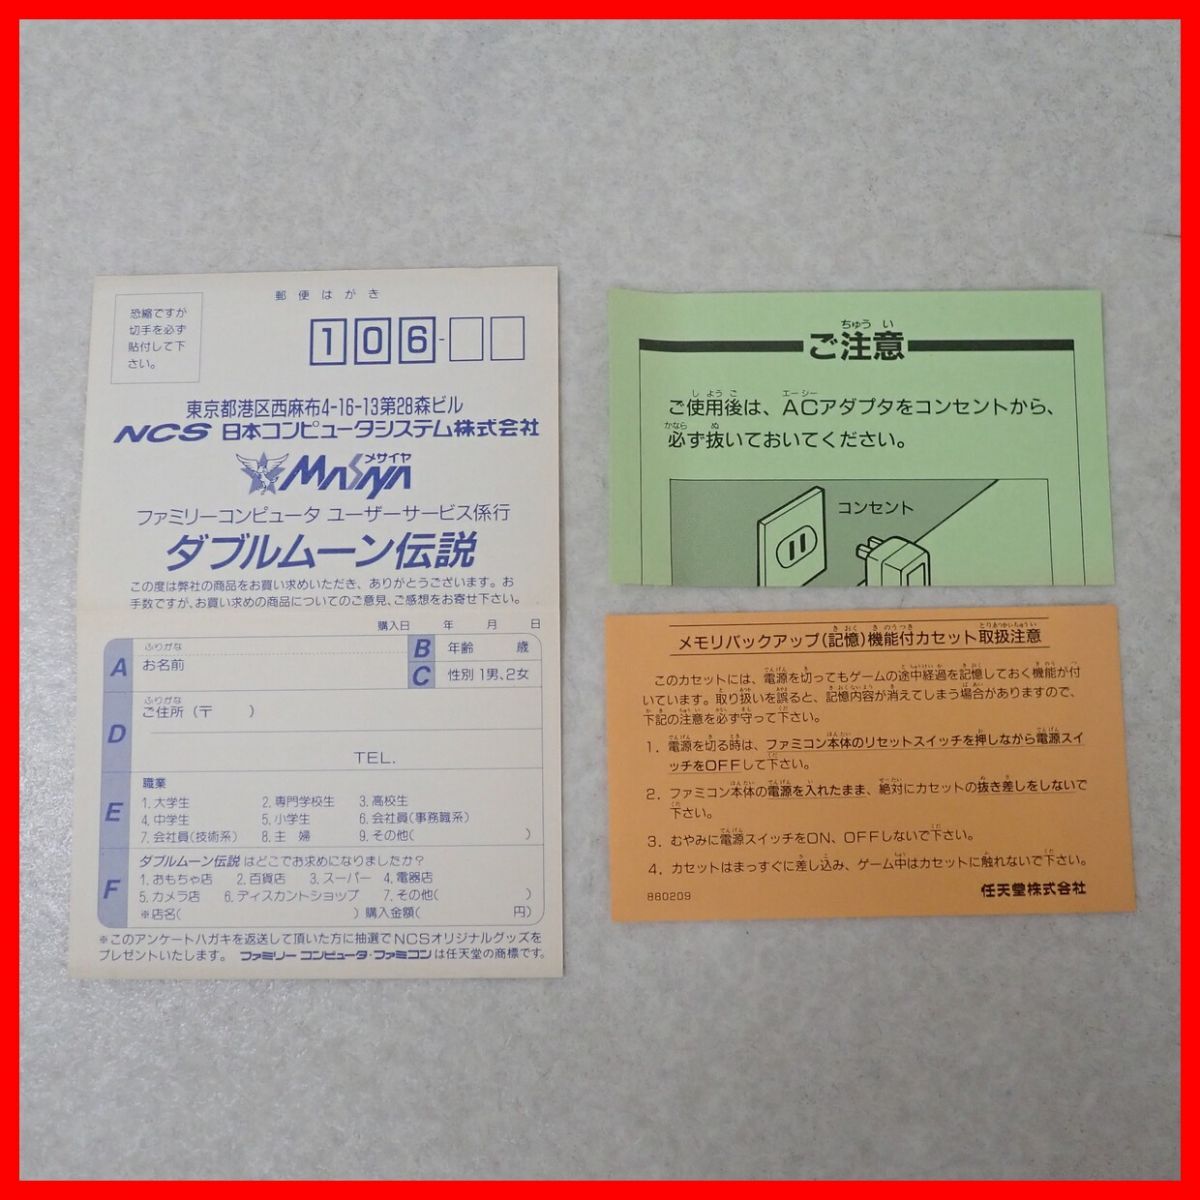 郵便はがき
恐縮ですが
切手を必ず
貼付して下
さい。
106-
東京都港区西麻布4-16-13第28森ビル
NCS 日本コンピュータシステム株式会社
メサイヤ
MASAYA
ファミリーコンピュータ ユーザーサービス係行
ダブルムーン伝説
この度は弊社の商品をお買い求めいただき、ありがとうございます。お
手数ですが、お買い求めの商品についてのご意見、ご感想をお寄せ下さい。
購入日 年 月 日
A ふりがな
お名前
B 年齢 歳
C 性別 1男、2女
D ふりがな
ご住所(〒 )
TEL.
E 職業
1.大学生 2.専門学校生 3.高校生
4.中学生 5.小学生 6.会社員(事務職系)
7.会社員(技術系) 8.主婦 9.その他( )
F ダブルムーン伝説はどこでお求めになりましたか?
1.おもちゃ店 2.百貨店 3.スーパー 4.電器店
5.カメラ店 6.ディスカントショップ 7.その他( )
※店名( )購入金額( 円)
※このアンケートハガキを返送して頂いた方に抽選でNCSオリジナルグッズを
プレゼントいたします。 ファミリーコンピュータ・ファミコンは任天堂の商標です。
ちゅうい
ご注意
しようご エーシー
ご使用後は、ACアダプタをコンセントから、
かなら ぬ
必ず抜いておいてください。
コンセント
きおく きのうつき とりあつかいちゅうい
メモリバックアップ(記憶)機能付カセット取扱注意
このカセットには、電源を切ってもゲームの途中経過を記憶しておく機能が付
いています。取り扱いを誤ると、記憶内容が消えてしまう場合がありますので、
下記の注意を必ず守って下さい。
1. 電源を切る時は、ファミコン本体のリセットスイッチを押しながら電源スイ
ッチをOFFして下さい。
2. ファミコン本体の電源を入れたまま、絶対にカセットの抜き差しをしないで
下さい。
3. むやみに電源スイッチをON、OFFしないで下さい。
4. カセットはまっすぐに差し込み、ゲーム中はカセットに触れないで下さい。
880209 任天堂株式会社